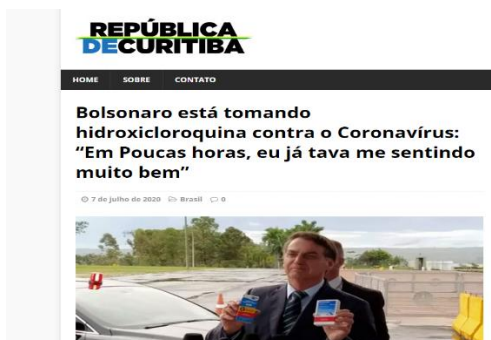 REPÚBLICA
DECURITIBA
HOME SOBRE CONTATO
Bolsonaro está tomando
hidroxicloroquina contra o Coronavírus:
“Em Poucas horas, eu já tava me sentindo
muito bem”
7 de julho de 2020 Brasil 0